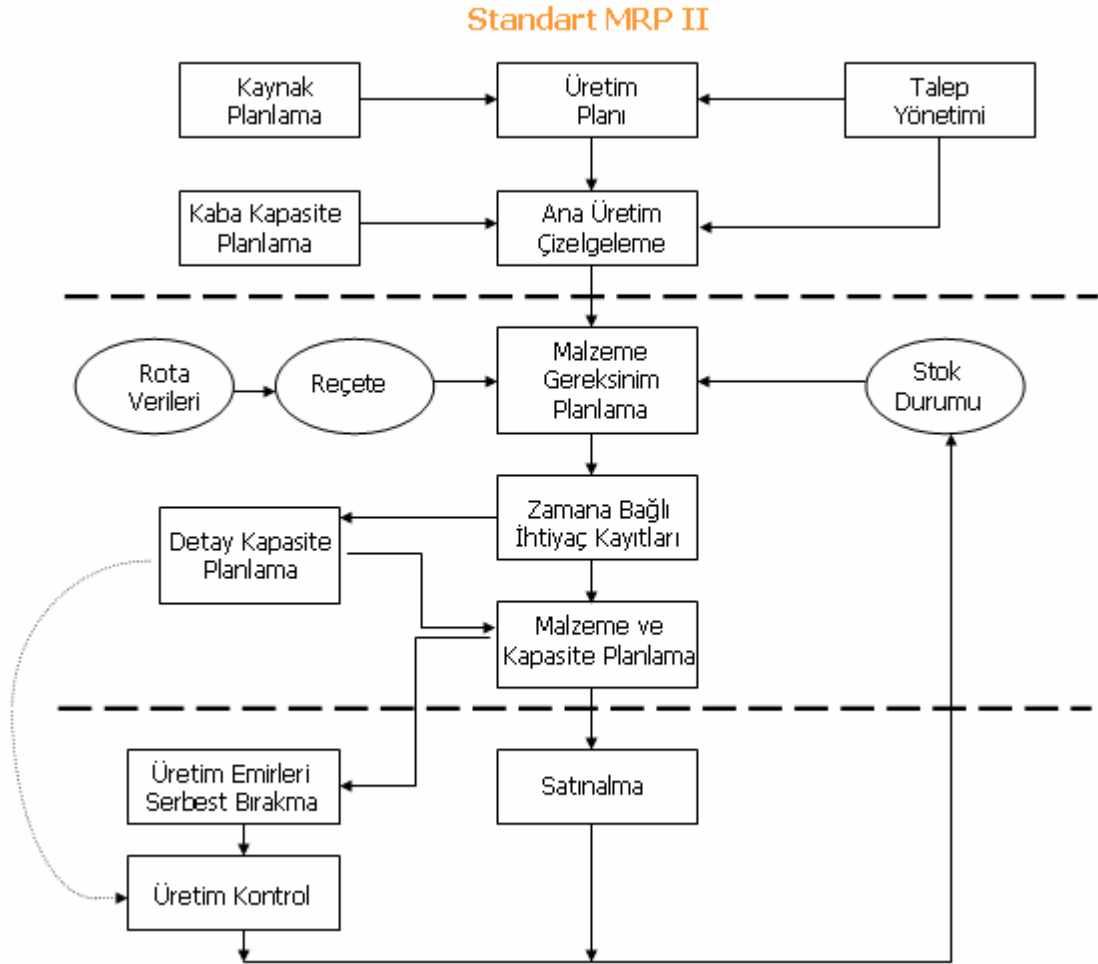 Standart MRP II
Kaynak
Planlama
Üretim
Planı
Talep
Yönetimi
Kaba Kapasite
Planlama
Ana Üretim
Çizelgeleme
Rota
Verileri
Reçete
Malzeme
Gereksinim
Planlama
Stok
Durumu
Zamana Bağlı
İhtiyaç Kayıtları
Detay Kapasite
Planlama
Malzeme ve
Kapasite Planlama
Üretim Emirleri
Serbest Bırakma
Satınalma
Üretim Kontrol